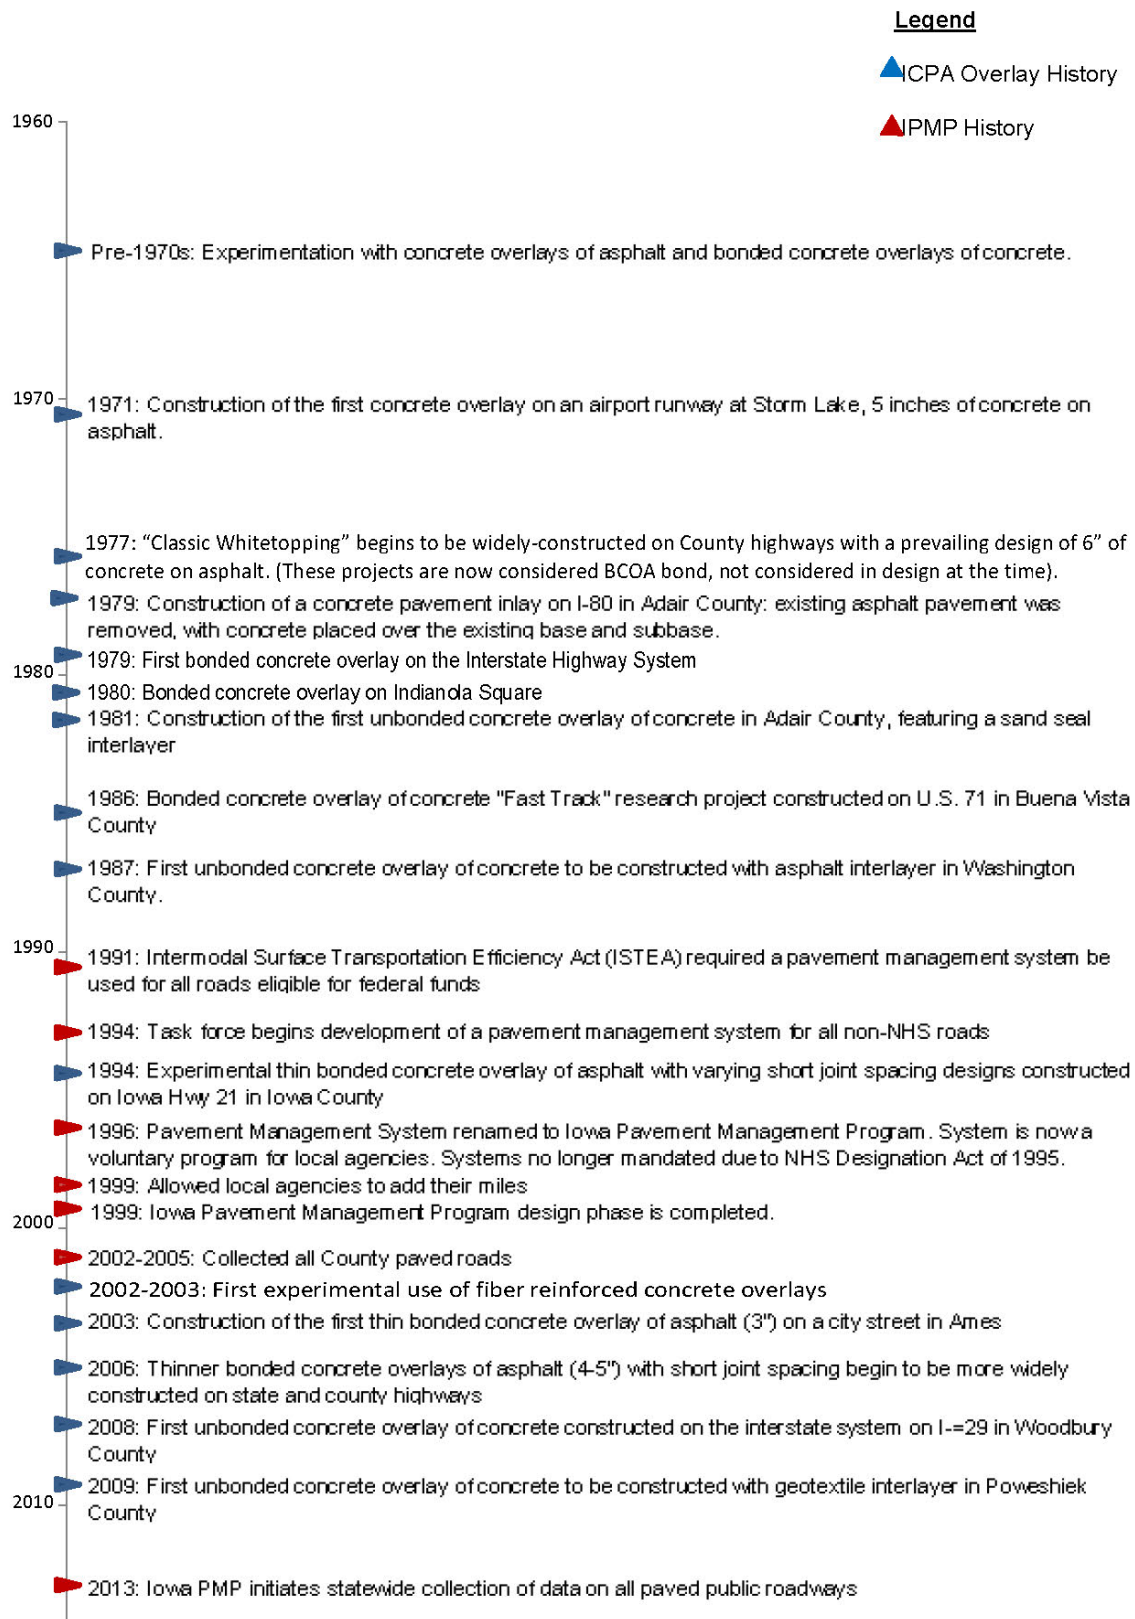 Legend
ICPA Overlay History
IPMP History
1960
Pre-1970s: Experimentation with concrete overlays of asphalt and bonded concrete overlays of concrete.
1970
1971: Construction of the first concrete overlay on an airport runway at Storm Lake, 5 inches of concrete on
asphalt.
1977: “Classic Whitetopping” begins to be widely-constructed on County highways with a prevailing design of 6” of
concrete on asphalt. (These projects are now considered BCOA bond, not considered in design at the time).
1979: Construction of a concrete pavement inlay on I-80 in Adair County: existing asphalt pavement was
removed, with concrete placed over the existing base and subbase.
1979: First bonded concrete overlay on the Interstate Highway System
1980
1980: Bonded concrete overlay on Indianola Square
1981: Construction of the first unbonded concrete overlay of concrete in Adair County, featuring a sand seal
interlayer
1986: Bonded concrete overlay of concrete "Fast Track" research project constructed on U.S. 71 in Buena Vista
County
1987: First unbonded concrete overlay of concrete to be constructed with asphalt interlayer in Washington
County.
1990
1991: Intermodal Surface Transportation Efficiency Act (ISTEA) required a pavement management system be
used for all roads eligible for federal funds
1994: Task force begins development of a pavement management system for all non-NHS roads
1994: Experimental thin bonded concrete overlay of asphalt with varying short joint spacing designs constructed
on Iowa Hwy 21 in Iowa County
1996: Pavement Management System renamed to Iowa Pavement Management Program. System is now a
voluntary program for local agencies. Systems no longer mandated due to NHS Designation Act of 1995.
1999: Allowed local agencies to add their miles
1999: Iowa Pavement Management Program design phase is completed.
2000
2002-2005: Collected all County paved roads
2002-2003: First experimental use of fiber reinforced concrete overlays
2003: Construction of the first thin bonded concrete overlay of asphalt (3") on a city street in Ames
2006: Thinner bonded concrete overlays of asphalt (4-5") with short joint spacing begin to be more widely
constructed on state and county highways
2008: First unbonded concrete overlay of concrete constructed on the interstate system on I-=29 in Woodbury
County
2009: First unbonded concrete overlay of concrete to be constructed with geotextile interlayer in Poweshiek
2010
County
2013: Iowa PMP initiates statewide collection of data on all paved public roadways